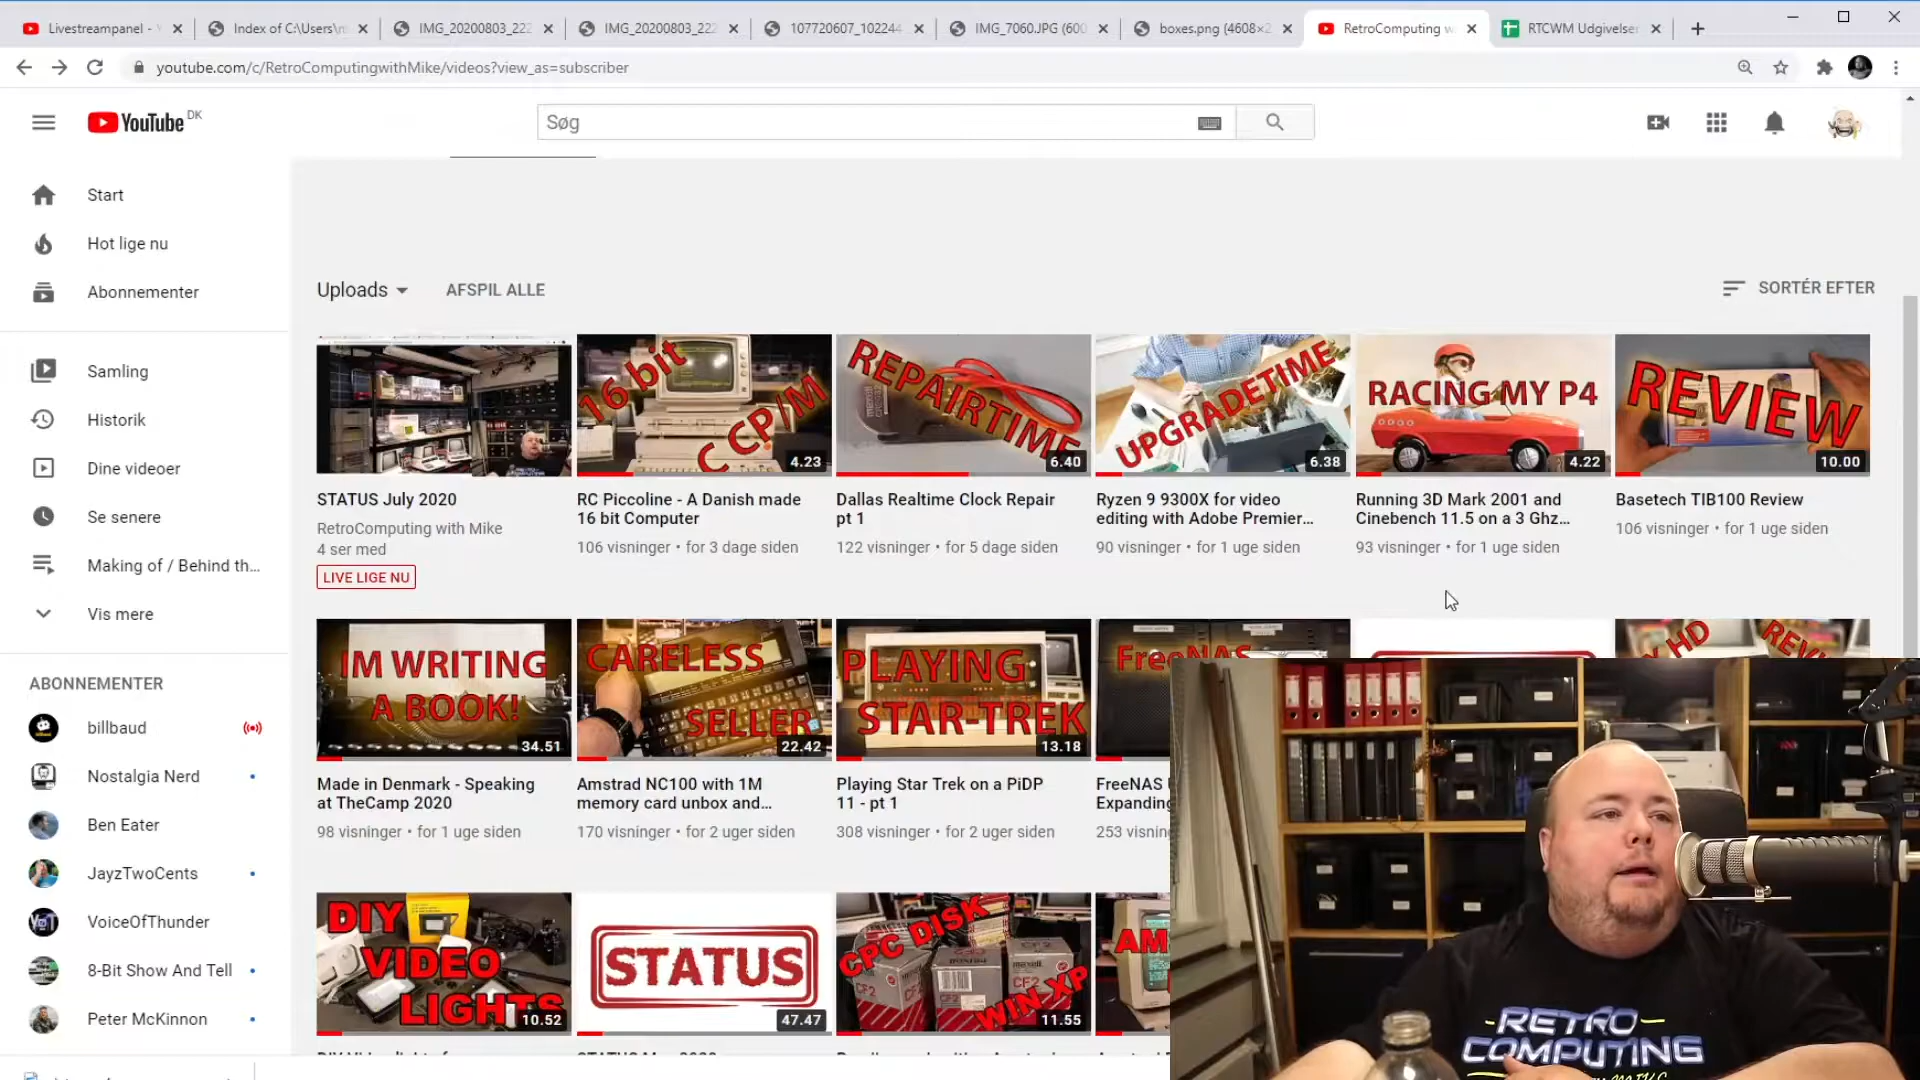 Livestreampanel -
Index of C:\Users\
IMG_20200803_222
IMG_20200803_222
107720607_102244
IMG_7060.JPG (600
boxes.png (4608×2
RetroComputing w
RTCWM Udgivelse
youtube.com/c/RetroComputingwithMike/videos?view_as=subscriber
YouTube DK
Søg
Start
Hot lige nu
Abonnementer
Samling
Historik
Dine videoer
Se senere
Making of / Behind th...
Vis mere
ABONNEMENTER
billbaud
Nostalgia Nerd
Ben Eater
JayzTwoCents
VoiceOfThunder
8-Bit Show And Tell
Peter McKinnon
Uploads
AFSPIL ALLE
SORTÉR EFTER
16 bit
C CP/M
4.23
REPAIRTIME
6.40
UPGRADETIME
6.38
RACING MY P4
4.22
REVIEW
10.00
STATUS July 2020
RetroComputing with Mike
4 ser med
LIVE LIGE NU
RC Piccoline - A Danish made
16 bit Computer
106 visninger • for 3 dage siden
Dallas Realtime Clock Repair
pt 1
122 visninger • for 5 dage siden
Ryzen 9 9300X for video
editing with Adobe Premier...
90 visninger • for 1 uge siden
Running 3D Mark 2001 and
Cinebench 11.5 on a 3 Ghz...
93 visninger • for 1 uge siden
Basetech TIB100 Review
106 visninger • for 1 uge siden
IM WRITING
A BOOK!
34.51
CARELESS
SELLER
22.42
PLAYING
STAR-TREK
13.18
FreeNAS
HD
Made in Denmark - Speaking
at TheCamp 2020
98 visninger • for 1 uge siden
Amstrad NC100 with 1M
memory card unbox and...
170 visninger • for 2 uger siden
Playing Star Trek on a PiDP
11 - pt 1
308 visninger • for 2 uger siden
FreeNAS
Expanding
253 visnin
DIY
VIDEO
LIGHTS
10.52
STATUS
47.47
CPC DISK
CF2
maxell
CF2
WIN XP
11.55
AM
RETRO
COMPUTING